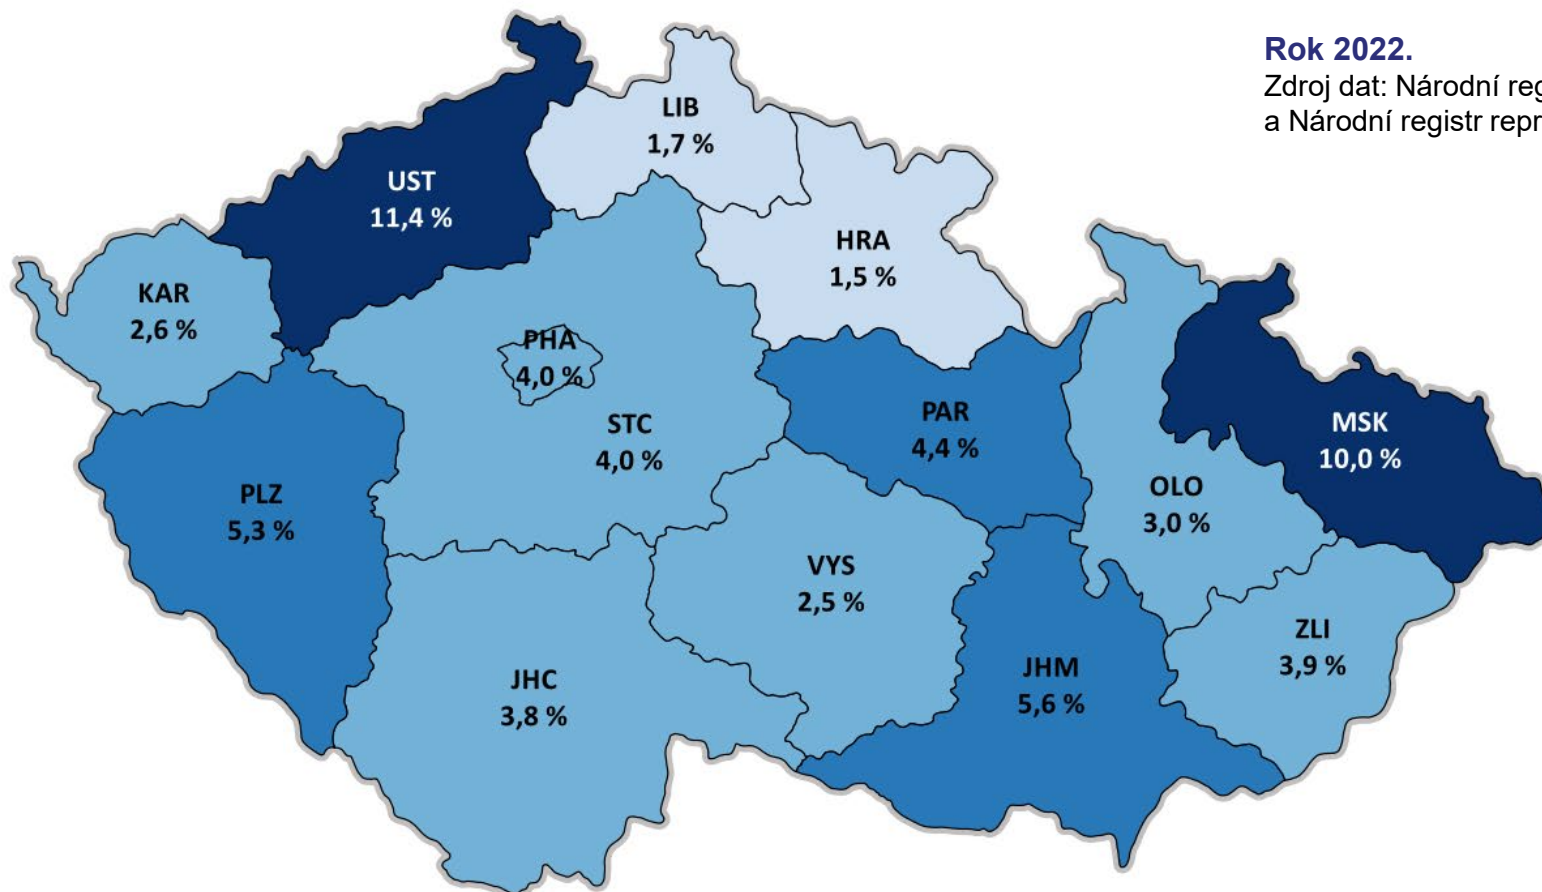 Rok 2022.
Zdroj dat: Národní
a Národní registr
LIB
1,7 %
UST
11,4 %
HRA
1,5 %
KAR
2,6 %
PHA
4,0 %
STC
4,0 %
PAR
4,4 %
MSK
10,0 %
PLZ
5,3 %
OLO
3,0 %
VYS
2,5 %
ZLI
3,9 %
JHC
3,8 %
JHM
5,6 %